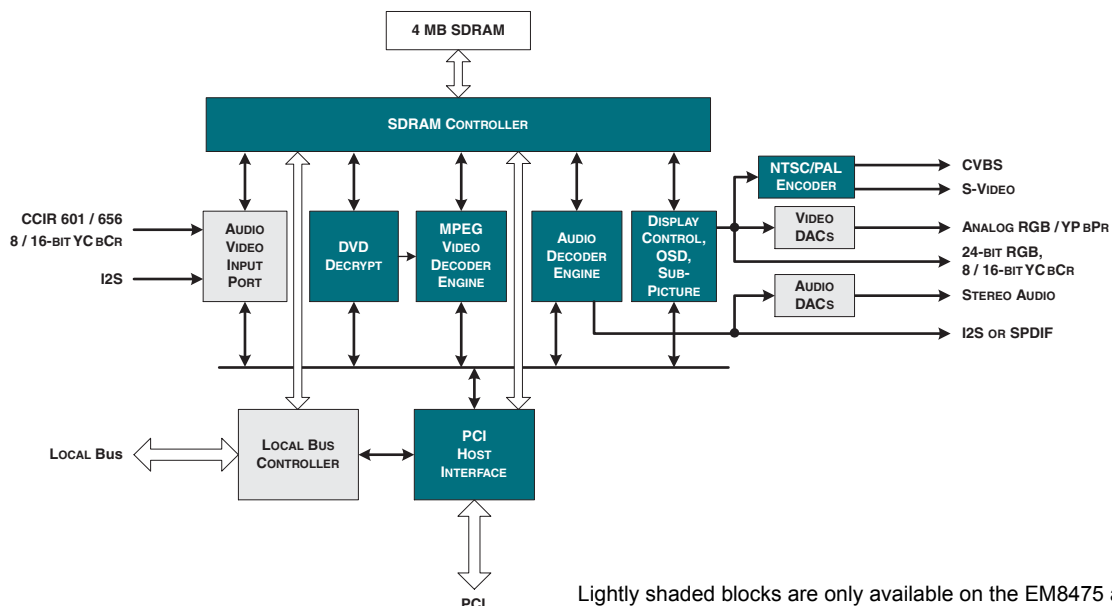 4 MB SDRAM
SDRAM CONTROLLER
NTSC/PAL
ENCODER
CVBS
S-VIDEO
CCIR 601 / 656
8 / 16-BIT YCBCR
I2S
AUDIO
VIDEO
INPUT
PORT
DVD
DECRYPT
MPEG
VIDEO
DECODER
ENGINE
AUDIO
DECODER
ENGINE
DISPLAY
CONTROL,
OSD,
SUB-
PICTURE
VIDEO
DACS
ANALOG RGB / YPBPR
24-BIT RGB,
8 / 16-BIT YCBCR
AUDIO
DACS
STEREO AUDIO
I2S OR SPDIF
LOCAL BUS
LOCAL BUS
CONTROLLER
PCI
HOST
INTERFACE
PCI
Lightly shaded blocks are only available on the EM8475